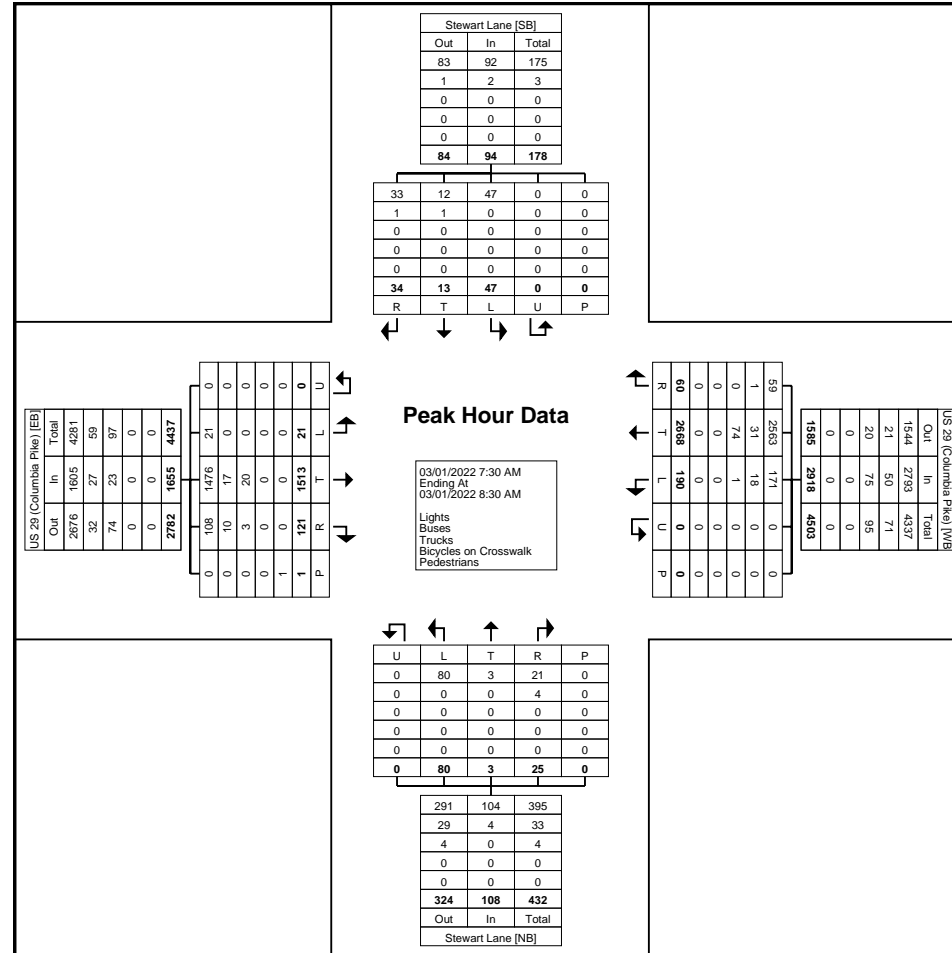 Stewart Lane [SB]
Out In Total
83 92 175
1 2 3
0 0 0
0 0 0
0 0 0
84 94 178
33 12 47 0 0
1 1 0 0 0
0 0 0 0 0
0 0 0 0 0
0 0 0 0 0
34 13 47 0 0
R T L U P
US 29 (Columbia Pike) [EB]
Out In Total
2676 1605 4281
32 27 59
74 23 97
0 0 0
0 0 0
2782 1655 4437
0 108 1476 21 0
0 10 17 0 0
0 3 20 0 0
0 0 0 0 0
1 0 0 0 0
1 121 1513 21 0
P R T L U
Peak Hour Data
03/01/2022 7:30 AM
Ending At
03/01/2022 8:30 AM
Lights
Buses
Trucks
Bicycles on Crosswalk
Pedestrians
US 29 (Columbia Pike) [WB]
Out In Total
1544 2793 4337
21 50 71
20 75 95
0 0 0
0 0 0
1585 2918 4503
59 2563 171 0 0
1 31 18 0 0
0 74 1 0 0
0 0 0 0 0
0 0 0 0 0
60 2668 190 0 0
R T L U P
U L T R P
0 80 3 21 0
0 0 0 4 0
0 0 0 0 0
0 0 0 0 0
0 0 0 0 0
0 80 3 25 0
291 104 395
29 4 33
4 0 4
0 0 0
0 0 0
324 108 432
Out In Total
Stewart Lane [NB]